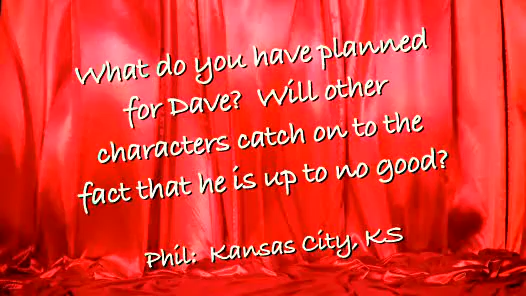 What do you have planned
for Dave?  Will other
characters catch on to the
fact that he is up to no good?
Phil:  Kansas City, KS